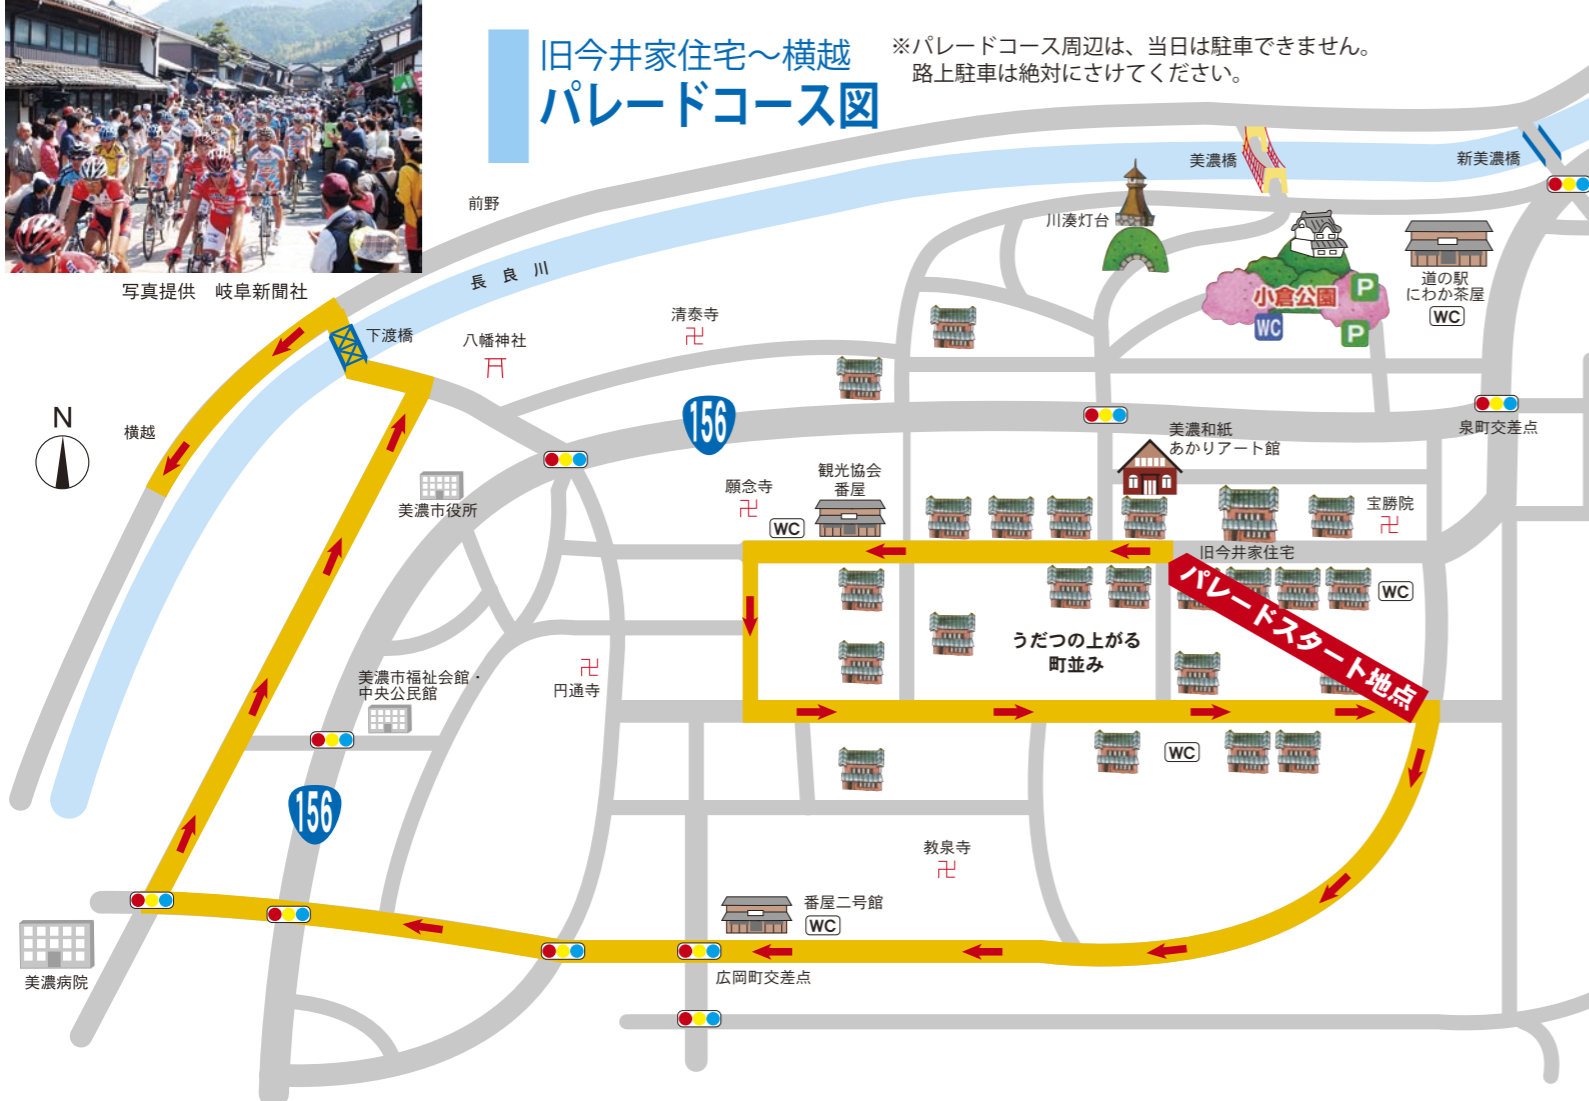 旧今井家住宅～横越
パレードコース図
※パレードコース周辺は、当日は駐車できません。
路上駐車は絶対にさけてください。
写真提供　岐阜新聞社
前野
長良川
下渡橋
八幡神社
清泰寺
美濃橋
新美濃橋
川湊灯台
小倉公園
P
P
WC
道の駅
にわか茶屋
WC
N
横越
156
泉町交差点
美濃和紙
あかりアート館
美濃市役所
願念寺
WC
観光協会
番屋
宝勝院
旧今井家住宅
WC
パレードスタート地点
うだつの上がる
町並み
円通寺
美濃市福祉会館・
中央公民館
WC
156
教泉寺
番屋二号館
WC
広岡町交差点
美濃病院